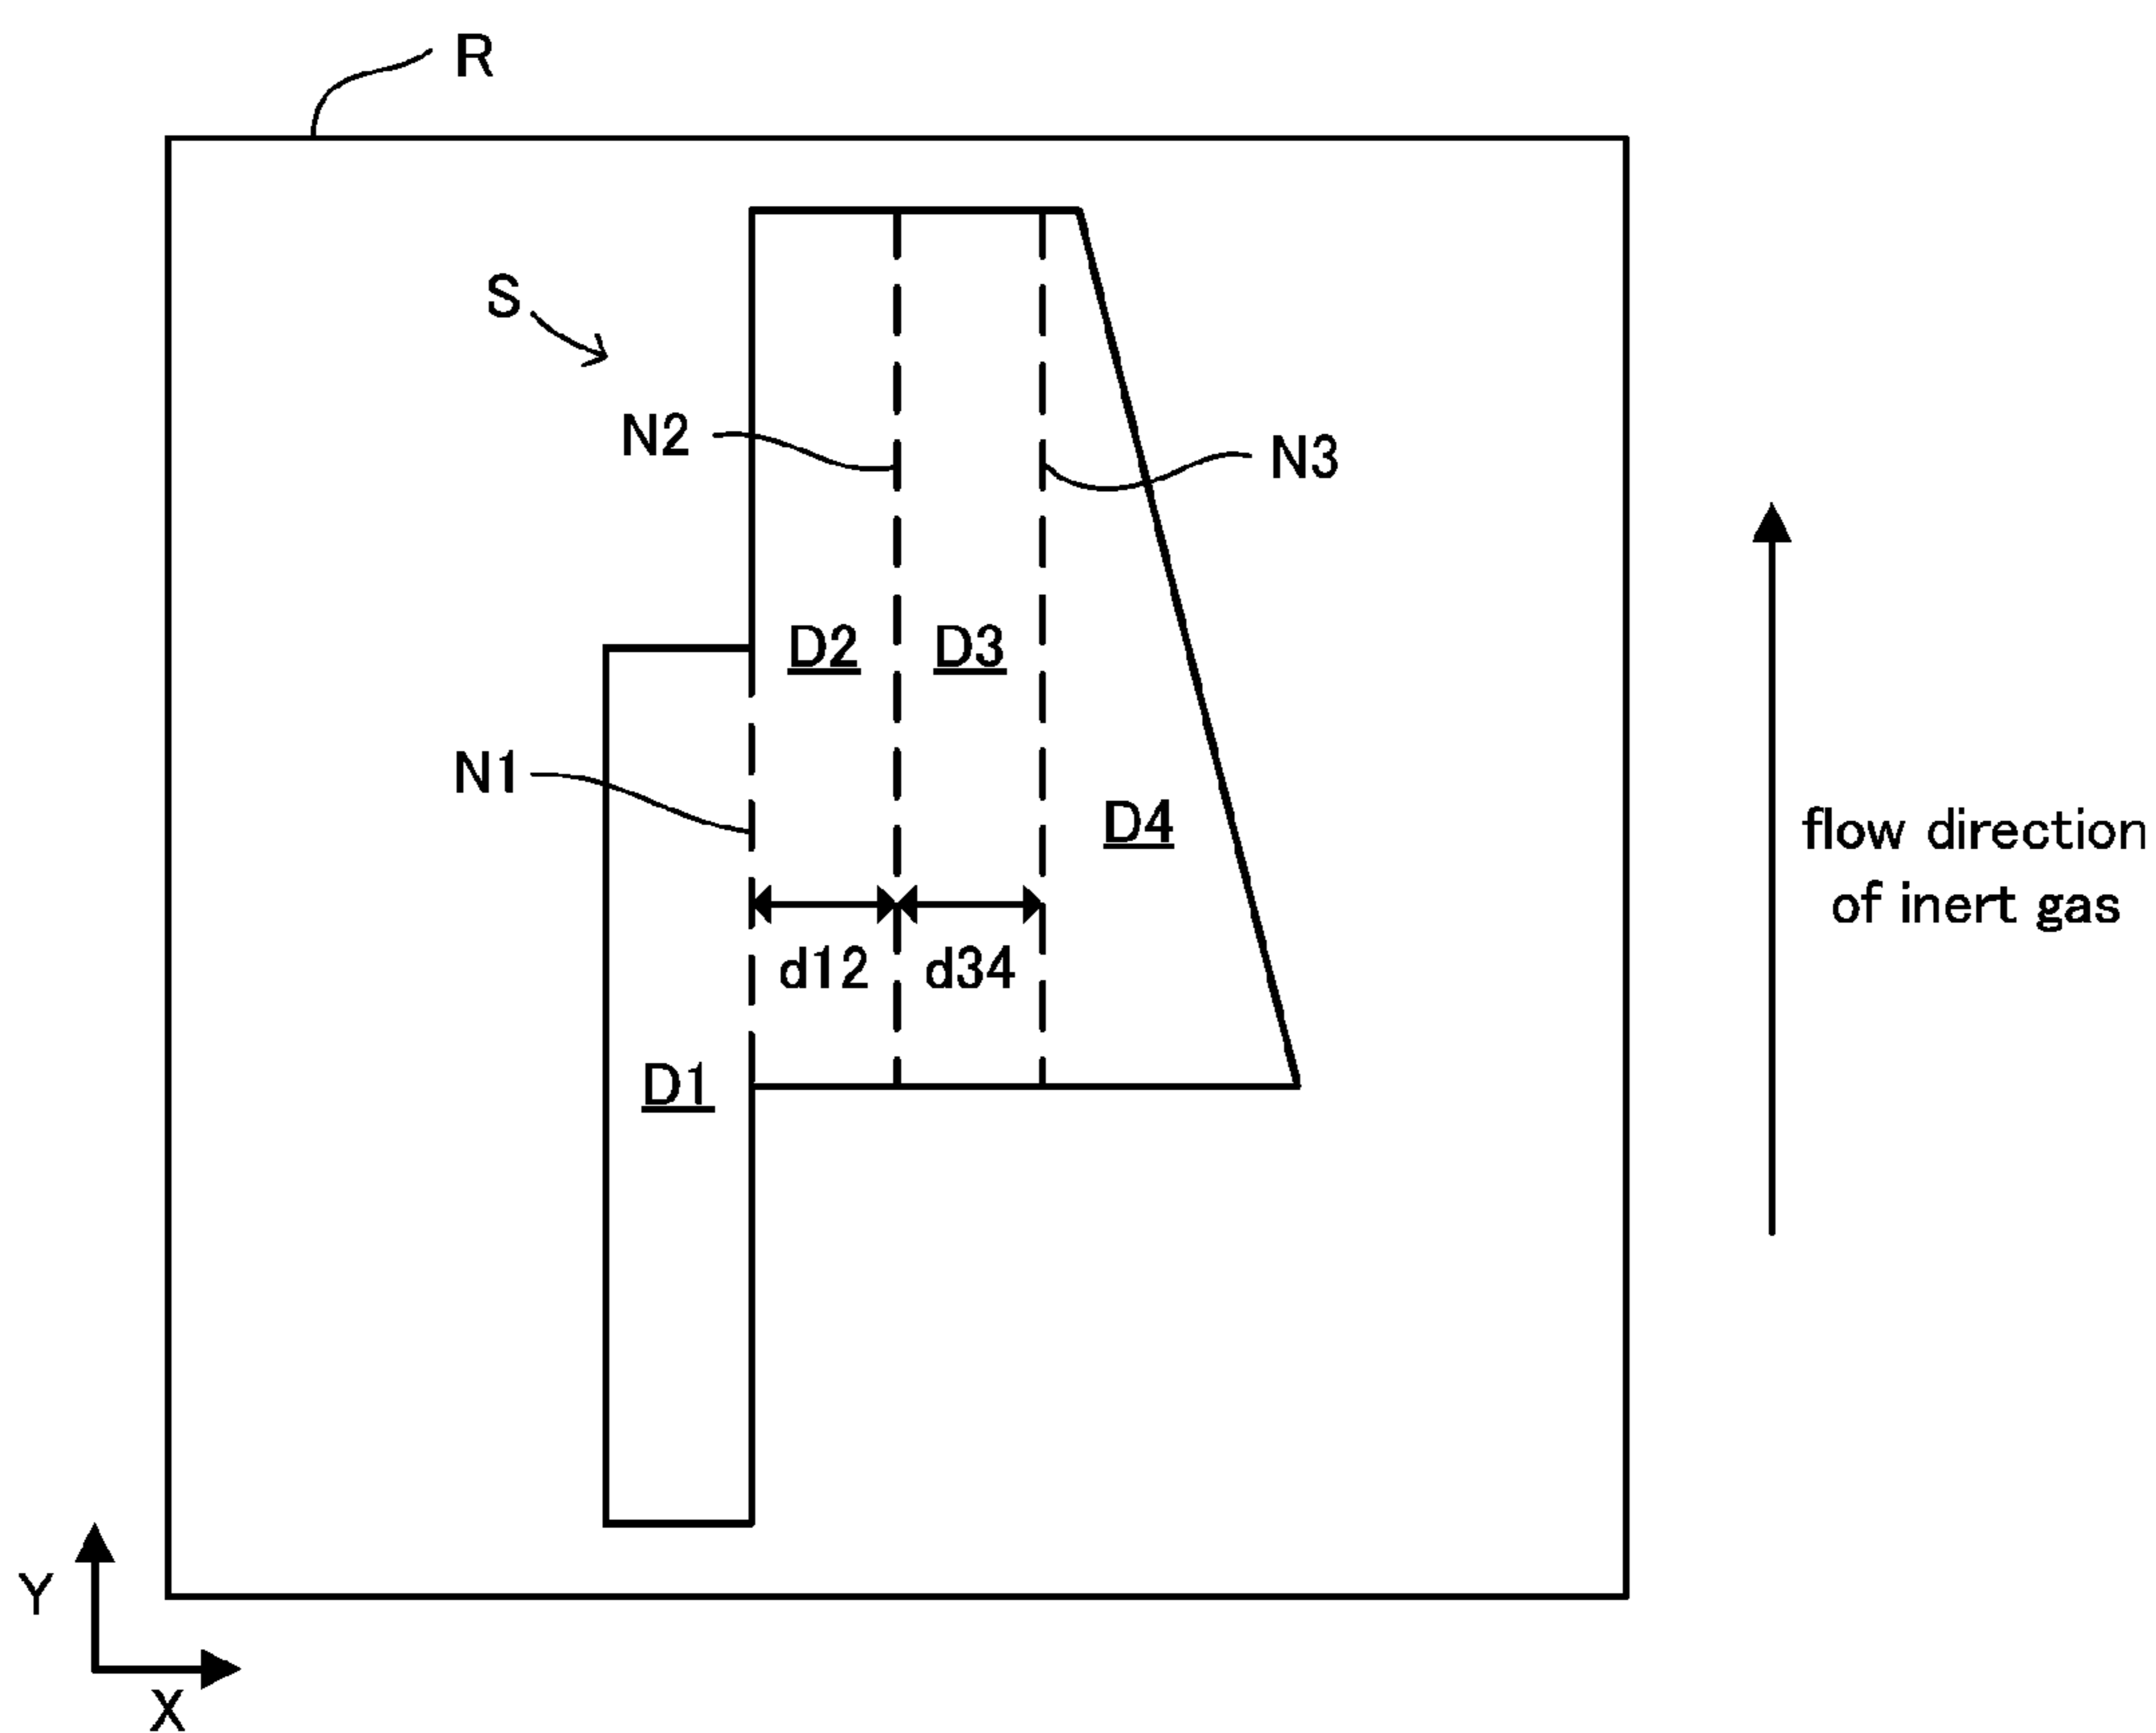 R
S
N2
N3
D2
D3
N1
D4
flow direction
of inert gas
d12
d34
D1
Y
X